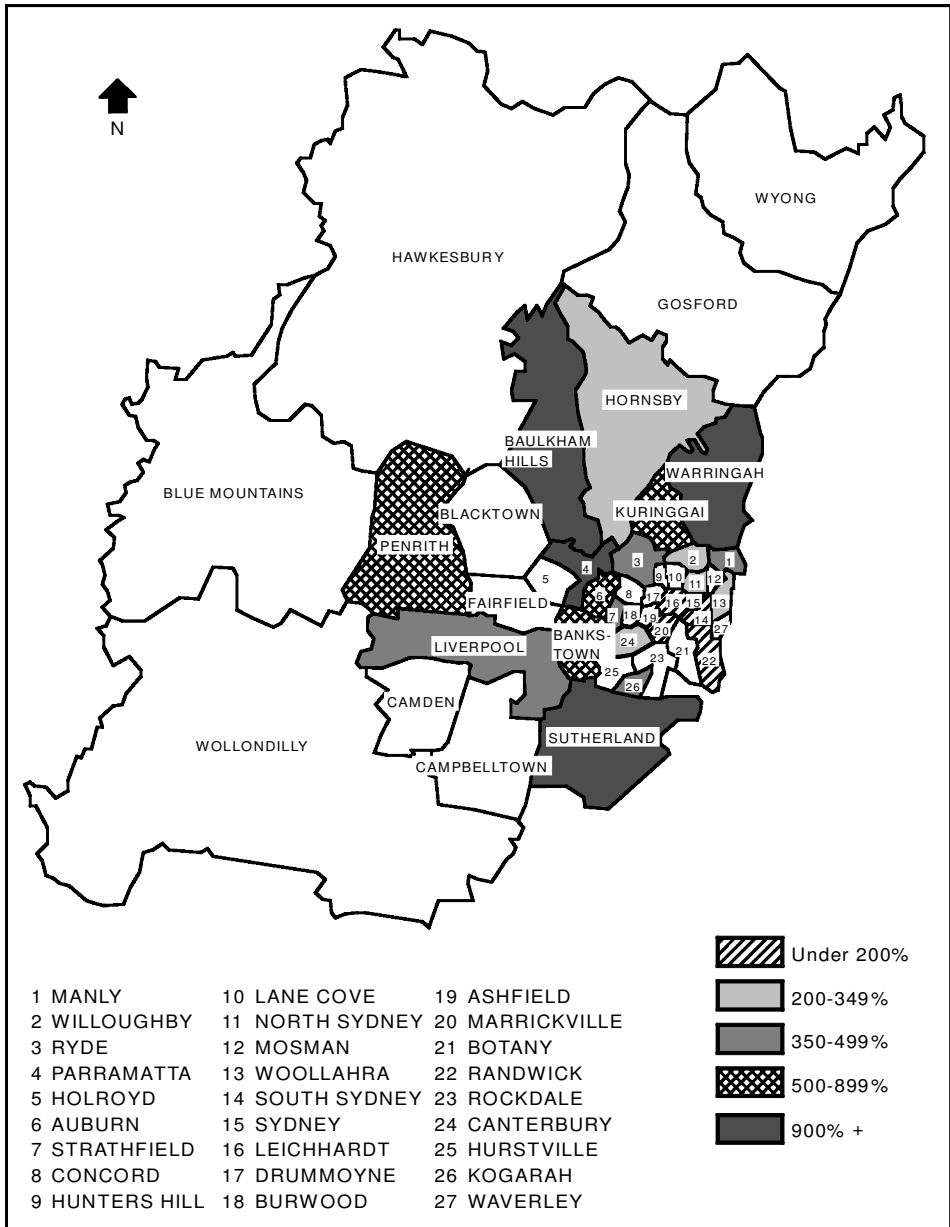 N
WYONG
HAWKESBURY
GOSFORD
HORNSBY
BAULKHAM
HILLS
WARRINGAH
BLUE MOUNTAINS
BLACKTOWN
KURINGGAI
PENRITH
3
2
1
4
5
9
10
11
12
6
8
17
16
15
13
FAIRFIELD
7
18
19
14
20
27
LIVERPOOL
BANKS-
TOWN
24
21
23
22
25
26
CAMDEN
SUTHERLAND
WOLLONDILLY
CAMPBELLTOWN
Under 200%
200-349%
350-499%
500-899%
900% +
1 MANLY
2 WILLOUGHBY
3 RYDE
4 PARRAMATTA
5 HOLROYD
6 AUBURN
7 STRATHFIELD
8 CONCORD
9 HUNTERS HILL
10 LANE COVE
11 NORTH SYDNEY
12 MOSMAN
13 WOOLLAHRA
14 SOUTH SYDNEY
15 SYDNEY
16 LEICHHARDT
17 DRUMMOYNE
18 BURWOOD
19 ASHFIELD
20 MARRICKVILLE
21 BOTANY
22 RANDWICK
23 ROCKDALE
24 CANTERBURY
25 HURSTVILLE
26 KOGARAH
27 WAVERLEY